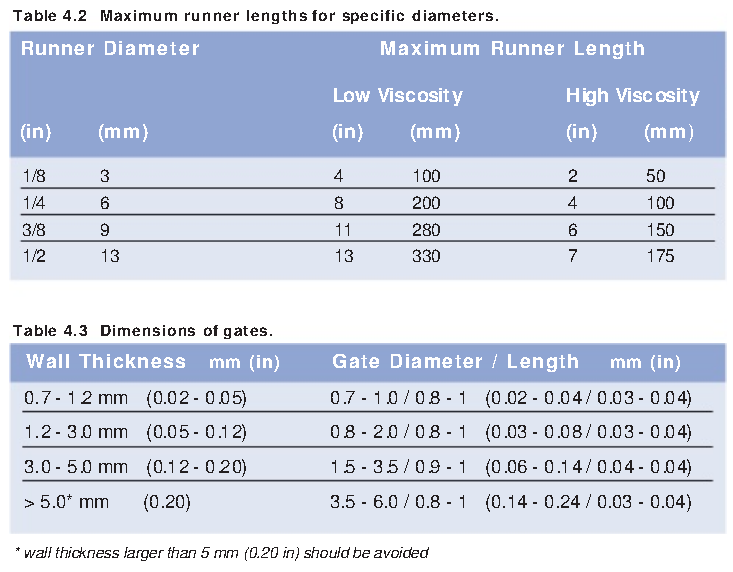 Table 4.2 Maximum runner lengths for specific diameters.
Runner Diameter Maximum Runner Length
Low Viscosity High Viscosity
(in) (mm) (in) (mm) (in) (mm)
1/8 3 4 100 2 50
1/4 6 8 200 4 100
3/8 9 11 280 6 150
1/2 13 13 330 7 175
Table 4.3 Dimensions of gates.
Wall Thickness mm (in) Gate Diameter / Length mm (in)
0.7 - 1.2 mm (0.02 - 0.05) 0.7 - 1.0 / 0.8 - 1 (0.02 - 0.04 / 0.03 - 0.04)
1.2 - 3.0 mm (0.05 - 0.12) 0.8 - 2.0 / 0.8 - 1 (0.03 - 0.08 / 0.03 - 0.04)
3.0 - 5.0 mm (0.12 - 0.20) 1.5 - 3.5 / 0.9 - 1 (0.06 - 0.14 / 0.04 - 0.04)
> 5.0* mm (0.20) 3.5 - 6.0 / 0.8 - 1 (0.14 - 0.24 / 0.03 - 0.04)
* wall thickness larger than 5 mm (0.20 in) should be avoided